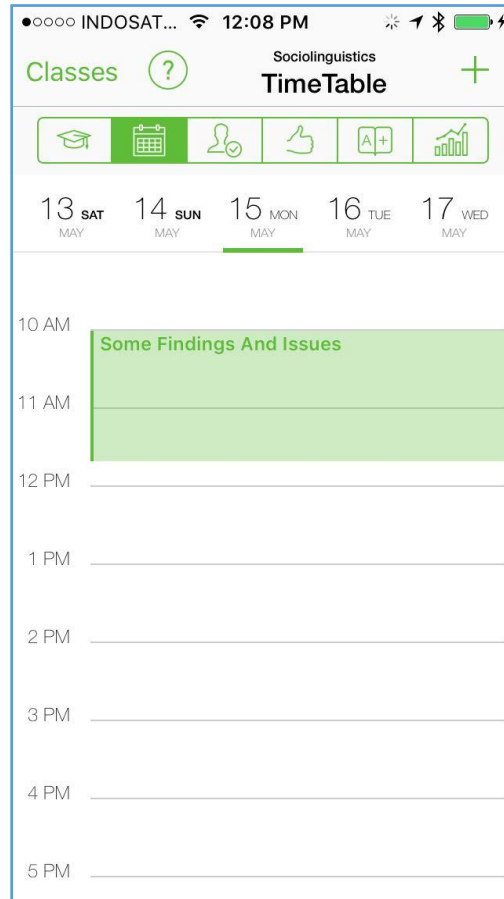 INDOSAT... 12:08 PM
Classes ? Sociolinguistics
TimeTable +
A+
13 SAT 14 SUN 15 MON 16 TUE 17 WED
MAY MAY MAY MAY MAY
10 AM
Some Findings And Issues
11 AM
12 PM
1 PM
2 PM
3 PM
4 PM
5 PM